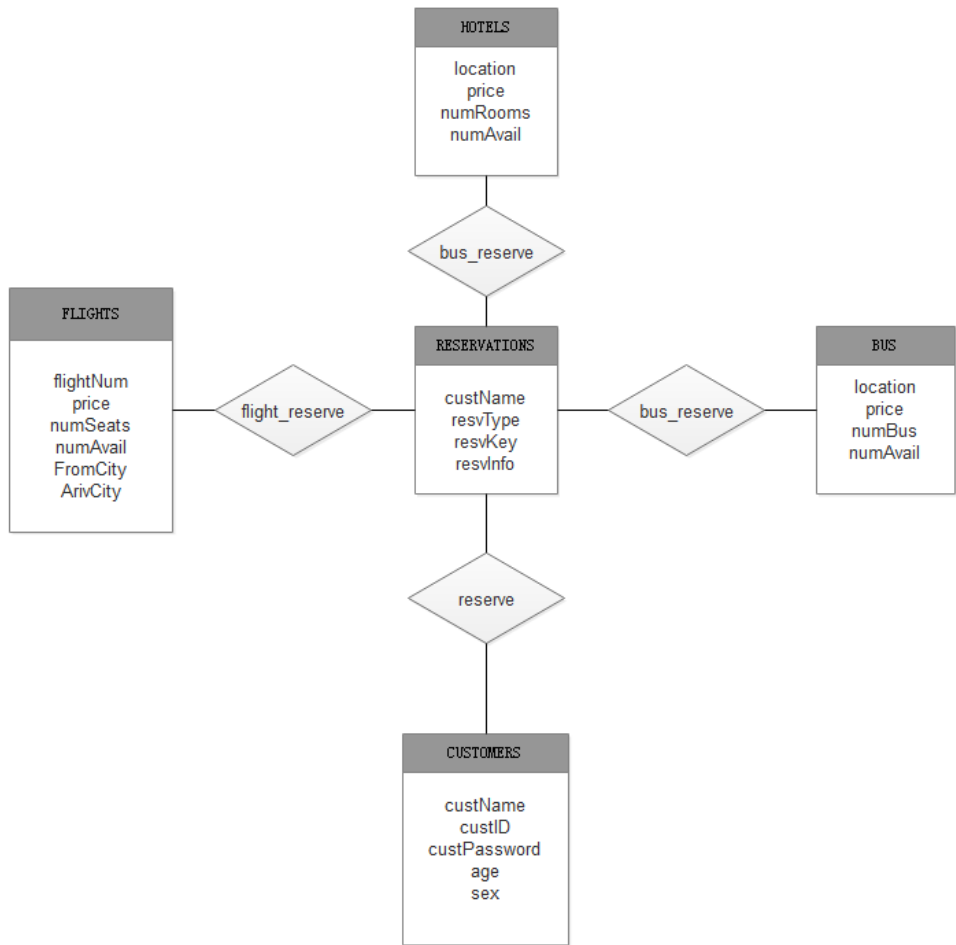 HOTELS
location
price
numRooms
numAvail
bus_reserve
FLIGHTS
flightNum
price
numSeats
numAvail
FromCity
ArivCity
flight_reserve
RESERVATIONS
custName
resvType
resvKey
resvInfo
bus_reserve
BUS
location
price
numBus
numAvail
reserve
CUSTOMERS
custName
custID
custPassword
age
sex